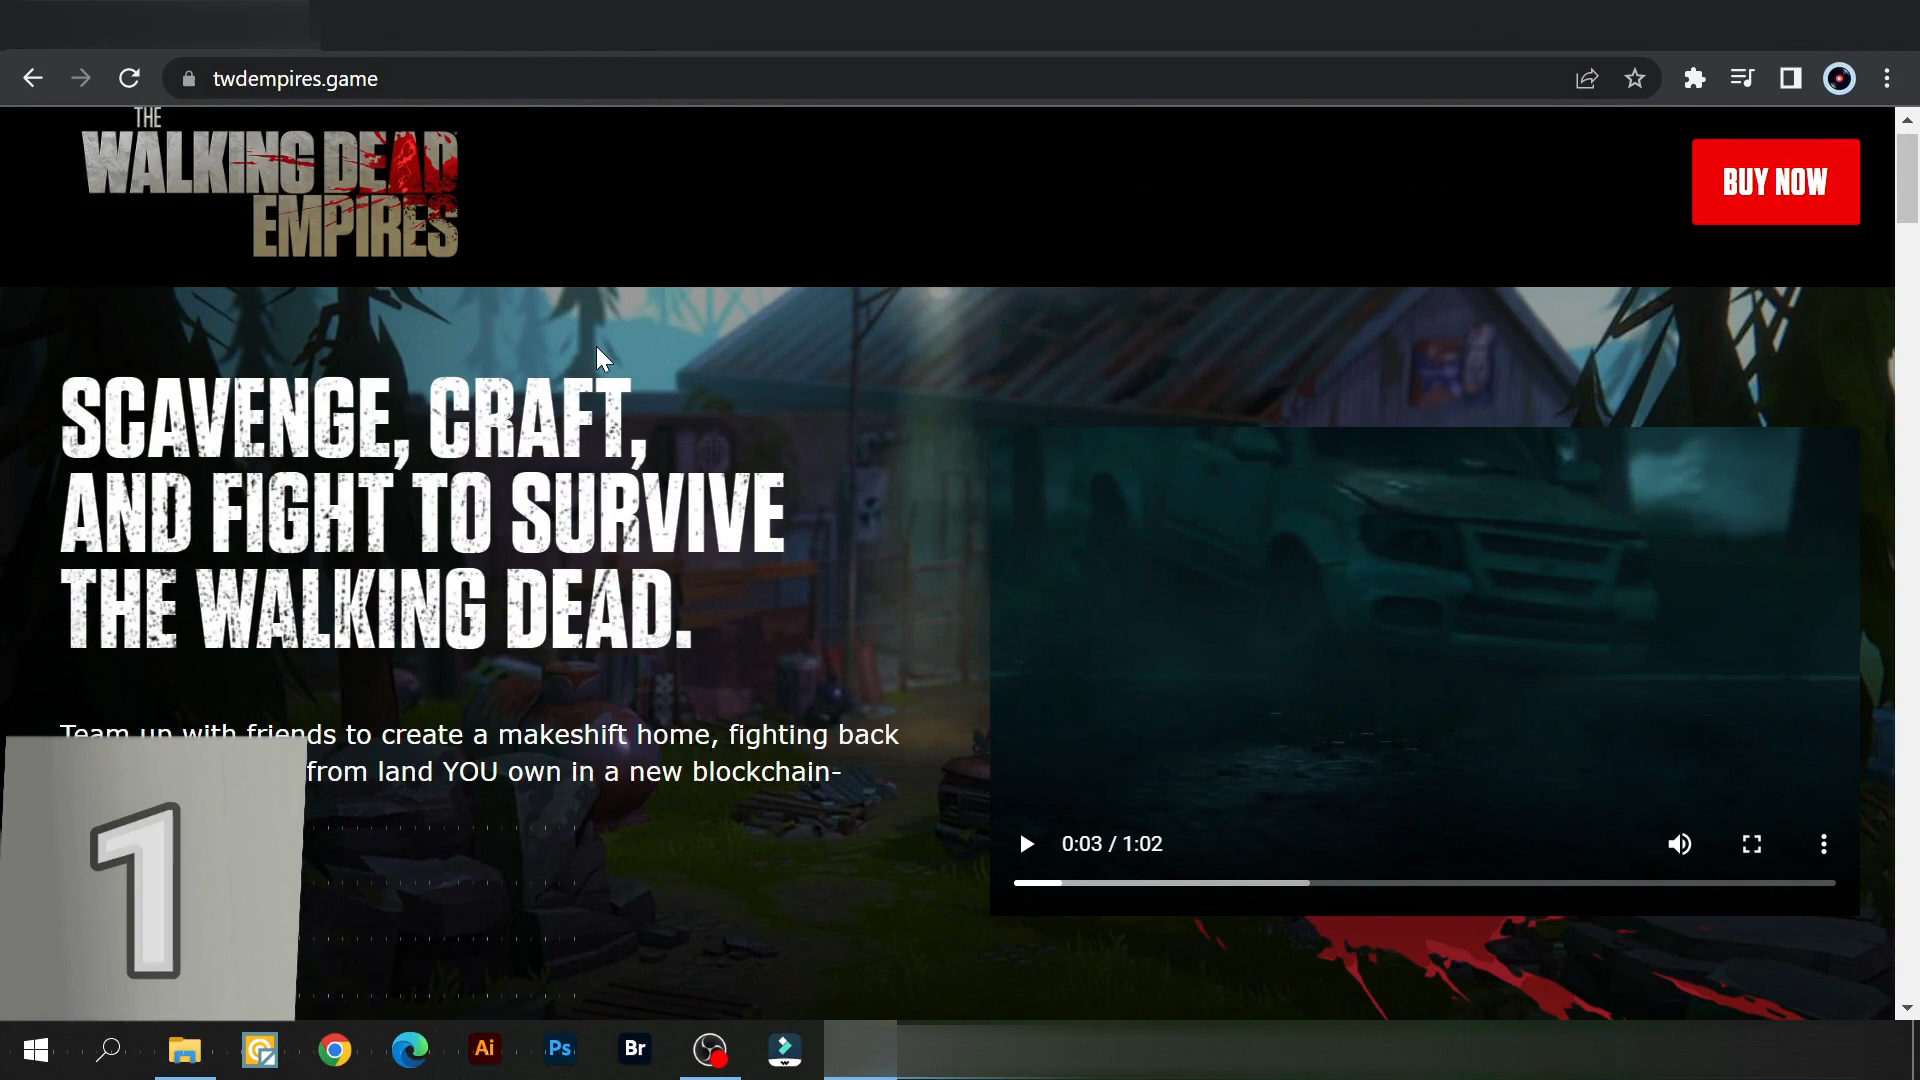 twdempires.game
THE
WALKING DEAD
EMPIRES
BUY NOW
SCAVENGE, CRAFT,
AND FIGHT TO SURVIVE
THE WALKING DEAD.
Team up with friends to create a makeshift home, fighting back
from land YOU own in a new blockchain-
0:03 / 1:02
1
Ai
Ps
Br